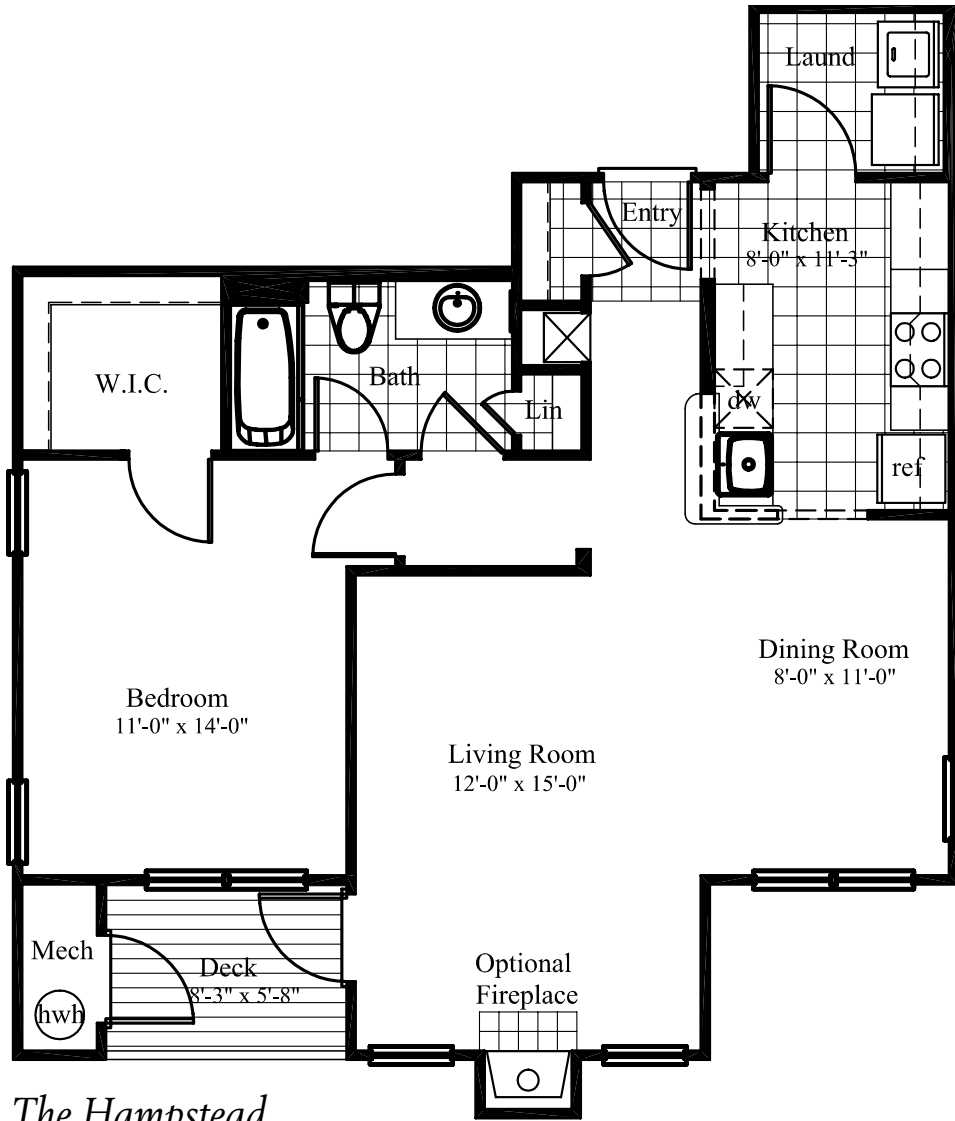 Laund
Entry
Kitchen
8'-0" x 11'-3"
W.I.C.
Bath
Lin
dw
ref
Dining Room
8'-0" x 11'-0"
Bedroom
11'-0" x 14'-0"
Living Room
12'-0" x 15'-0"
Mech
Deck
8'-3" x 5'-8"
Optional
Fireplace
hwh
The Hampstead